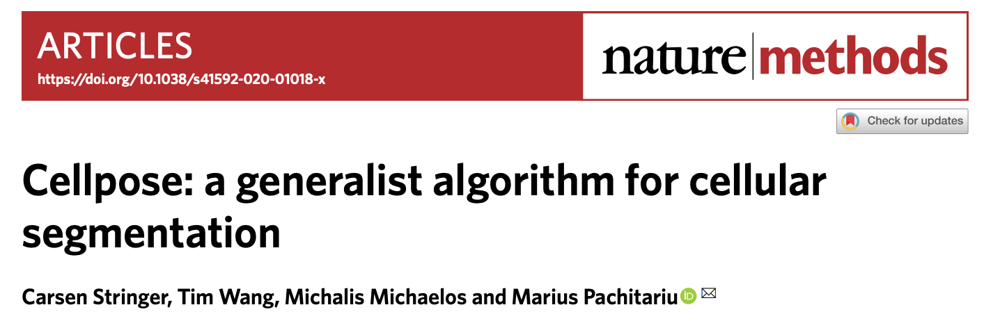 ARTICLES
https://doi.org/10.1038/s41592-020-01018-x
nature methods
Check for updates
Cellpose: a generalist algorithm for cellular
segmentation
Carsen Stringer, Tim Wang, Michalis Michaelos and Marius Pachitariu iD